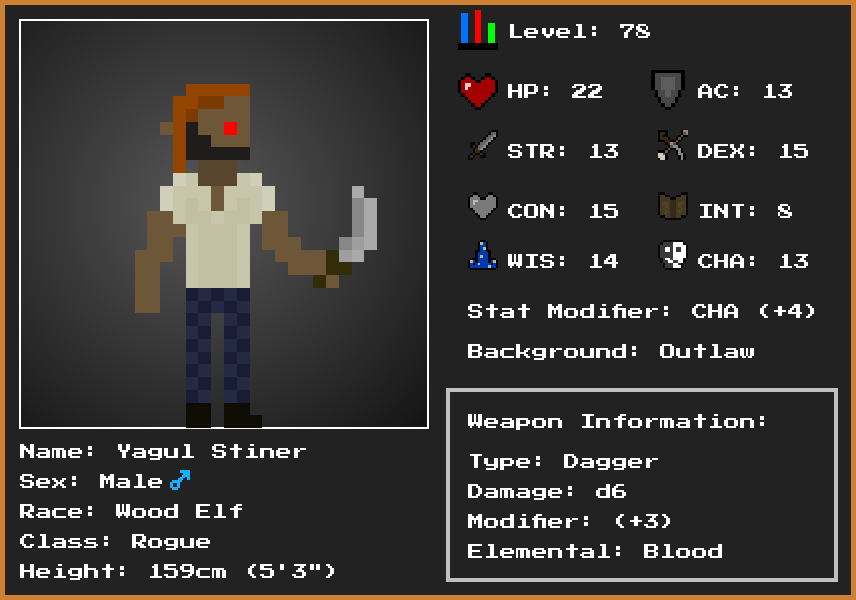 Level: 78
HP: 22 AC: 13
STR: 13 DEX: 15
CON: 15 INT: 8
WIS: 14 CHA: 13
Stat Modifier: CHA (+4)
Background: Outlaw
Name: Yagul Stiner
Sex: Male♂
Race: Wood Elf
Class: Rogue
Height: 159cm (5'3")
Weapon Information:
Type: Dagger
Damage: d6
Modifier: (+3)
Elemental: Blood